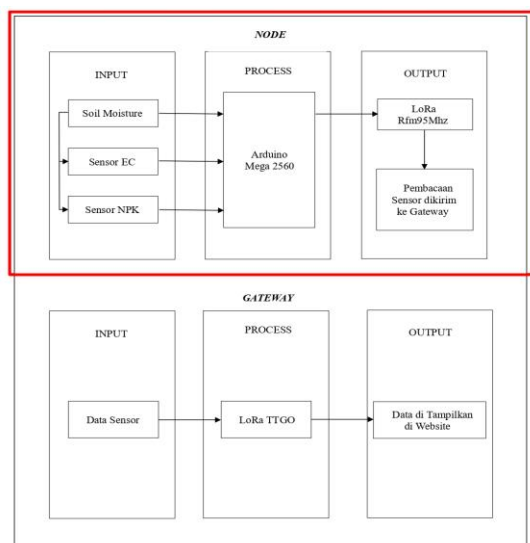 NODE
INPUT
Soil Moisture
Sensor EC
Sensor NPK
PROCESS
Arduino
Mega 2560
OUTPUT
LoRa
Rfm95Mhz
Pembacaan
Sensor dikirim
ke Gateway
GATEWAY
INPUT
Data Sensor
PROCESS
LoRa TTGO
OUTPUT
Data di Tampilkan
di Website